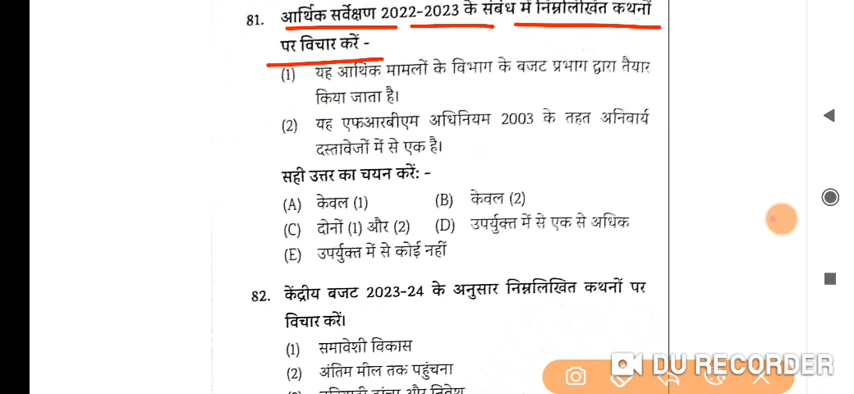 81. आर्थिक सर्वेक्षण 2022-2023 के संबंध में निम्नलिखित कथनों
पर विचार करें -
(1) यह आर्थिक मामलों के विभाग के बजट प्रभाग द्वारा तैयार
किया जाता है।
(2) यह एफआरबीएम अधिनियम 2003 के तहत अनिवार्य
दस्तावेजों में से एक है।
सही उत्तर का चयन करें: -
(A) केवल (1) (B) केवल (2)
(C) दोनों (1) और (2) (D) उपर्युक्त में से एक से अधिक
(E) उपर्युक्त में से कोई नहीं
82. केंद्रीय बजट 2023-24 के अनुसार निम्नलिखित कथनों पर
विचार करें।
(1) समावेशी विकास
(2) अंतिम मील तक पहुंचना
DU RECORDER